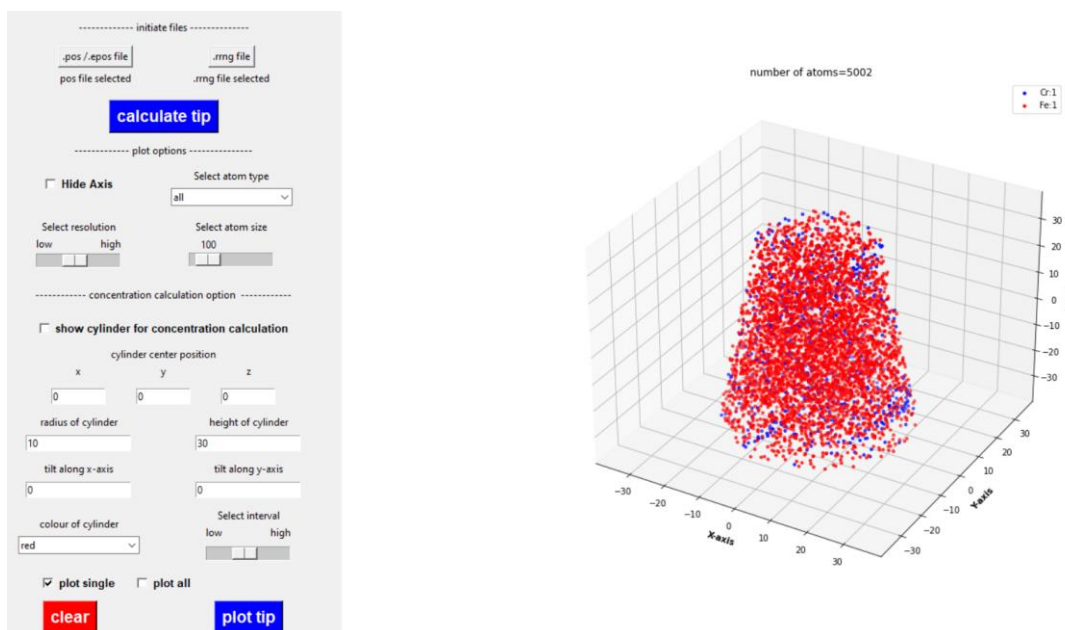 ------------- initiate files --------------
.pos /.epos file .rrng file
pos file selected .rrng file selected
calculate tip
------------- plot options --------------
Hide Axis
Select atom type
all
Select resolution Select atom size
low high 100
------------ concentration calculation option ------------
show cylinder for concentration calculation
cylinder center position
x y z
0 0 0
radius of cylinder height of cylinder
10 30
tilt along x-axis tilt along y-axis
0 0
colour of cylinder Select interval
red low high
plot single plot all
clear plot tip
number of atoms=5002
Cr:1
Fe:1
30
20
10
0
−10
−20
−30
−30 −20 −10 0 10 20 30
X-axis
−30 −20 −10 0 10 20 30
Y-axis